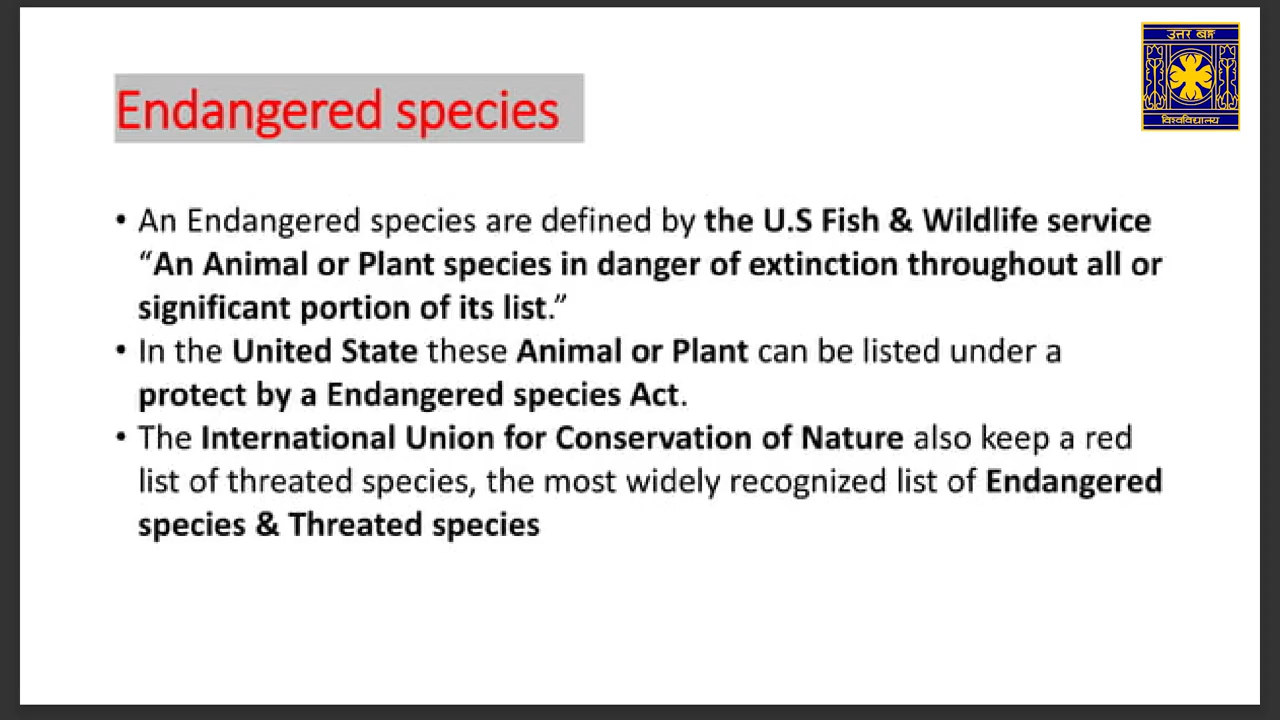 उत्तर बङ्ग
विश्वविद्यालय
Endangered species
• An Endangered species are defined by the U.S Fish & Wildlife service
“An Animal or Plant species in danger of extinction throughout all or
significant portion of its list.”
• In the United State these Animal or Plant can be listed under a
protect by a Endangered species Act.
• The International Union for Conservation of Nature also keep a red
list of threated species, the most widely recognized list of Endangered
species & Threated species